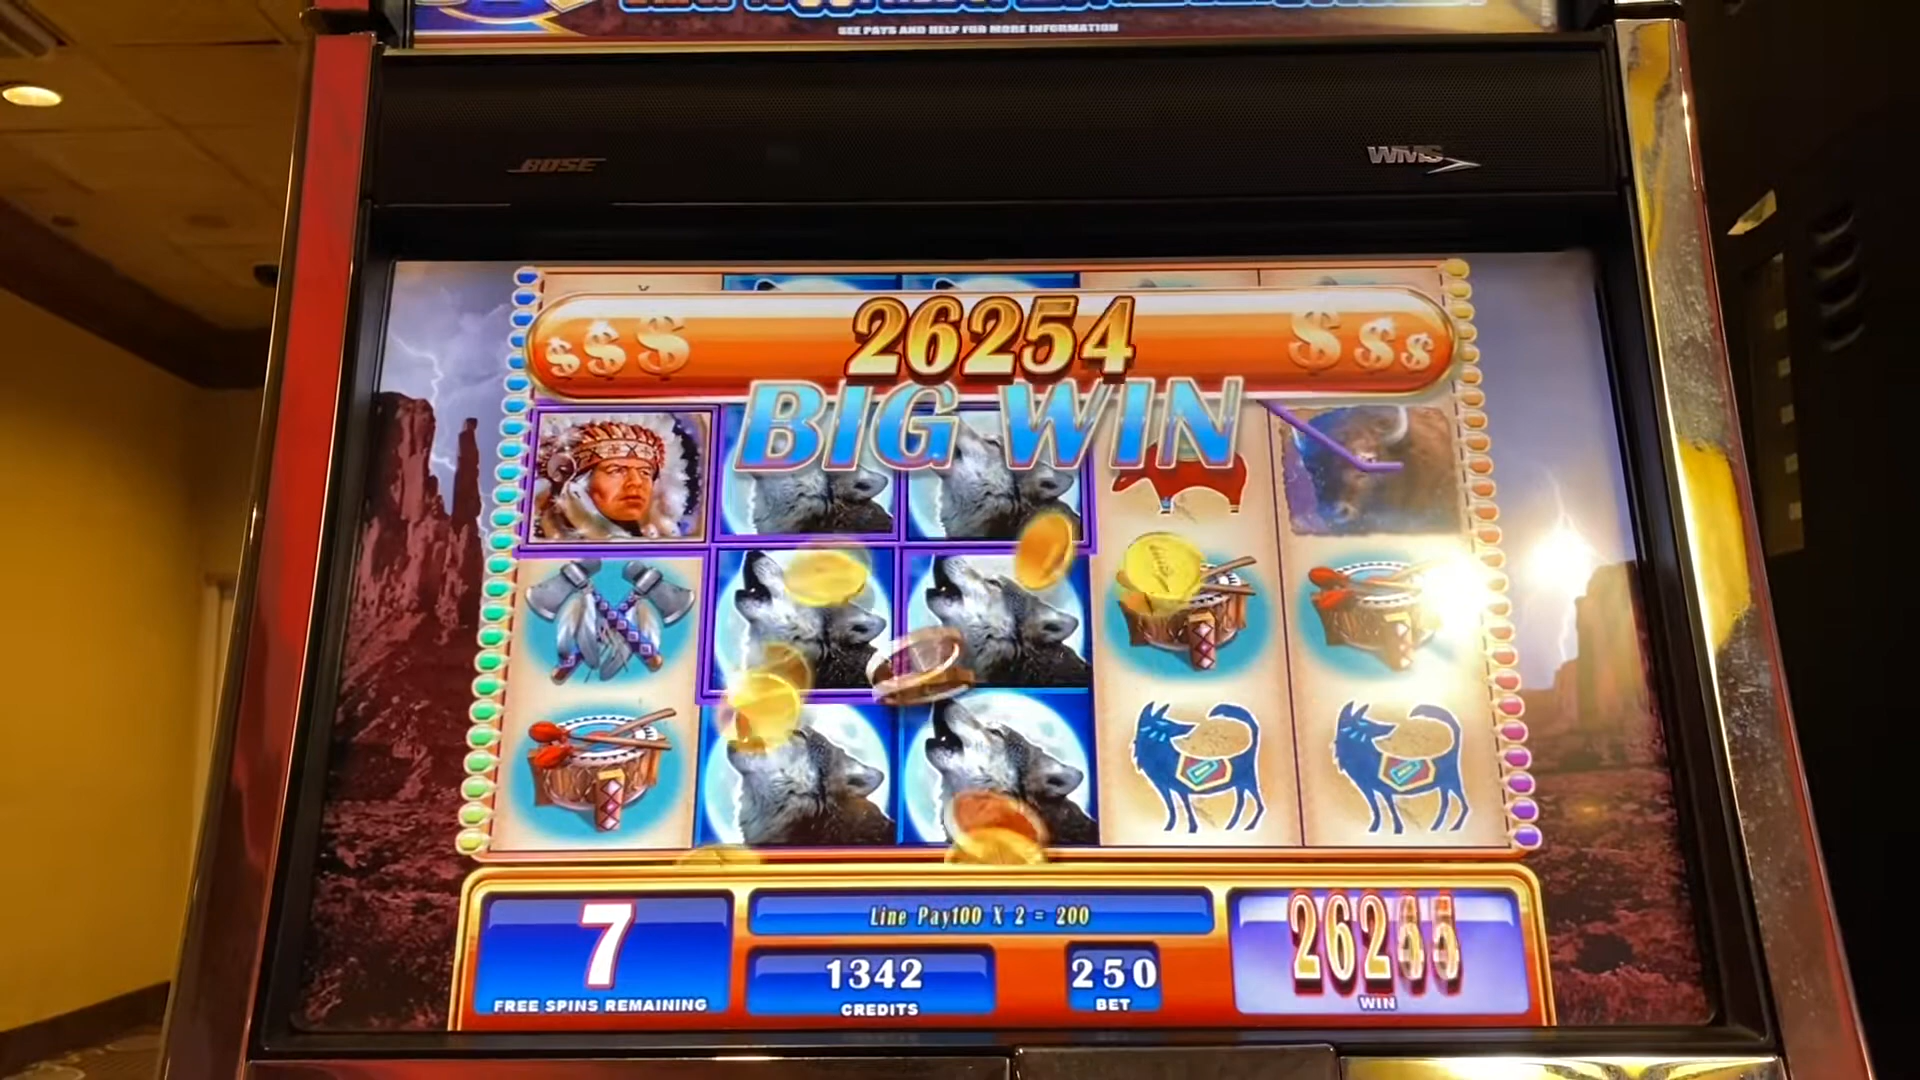 SEE PAYS AND HELP FOR MORE INFORMATION
BOSE
WMS
$ $ $ 26254 $ $ $
BIG WIN
7
FREE SPINS REMAINING
Line Pay100 X 2 = 200
1342
CREDITS
250
BET
WIN